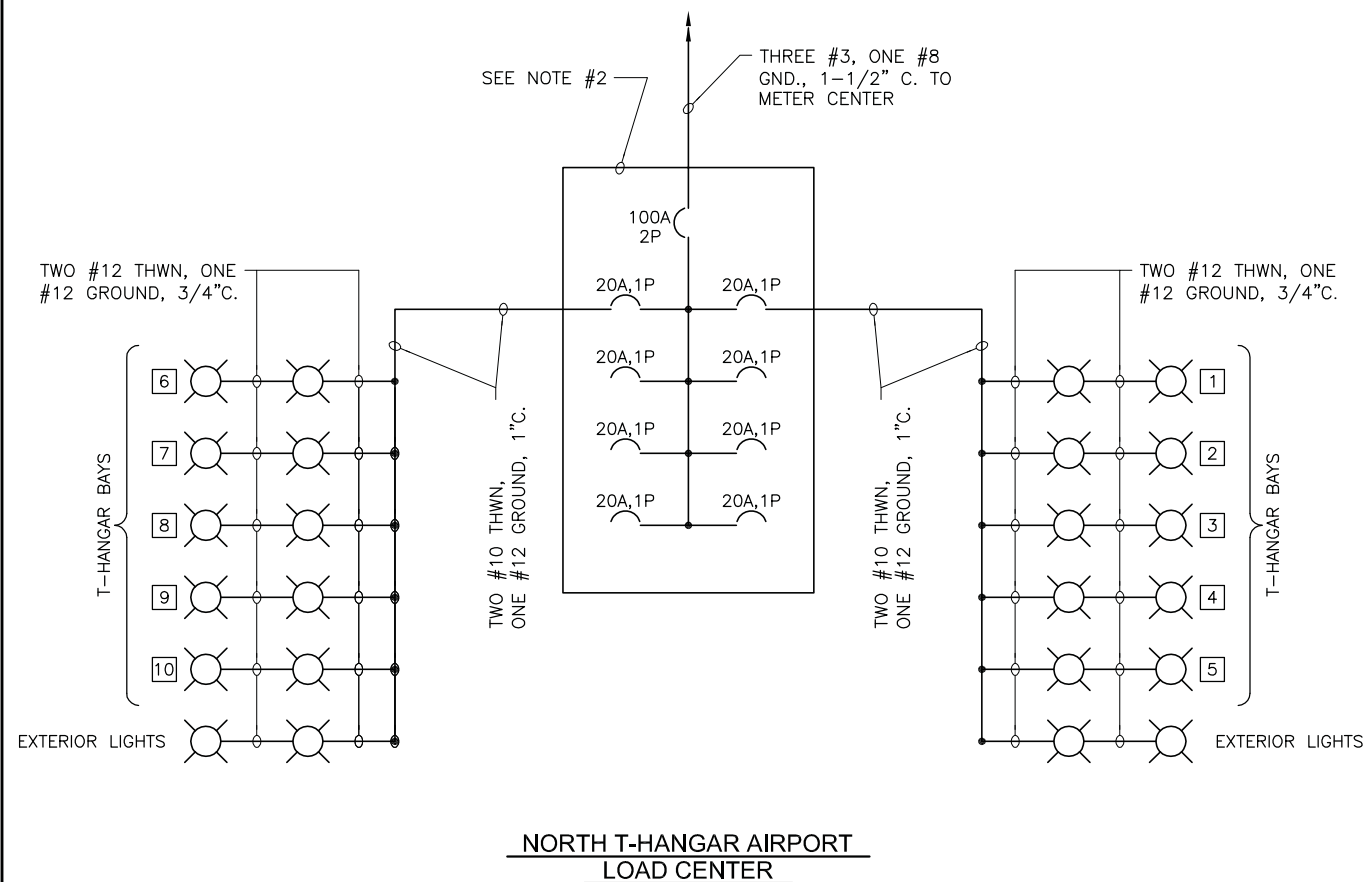 SEE NOTE #2
THREE #3, ONE #8
GND., 1-1/2" C. TO
METER CENTER
100A
2P
TWO #12 THWN, ONE
#12 GROUND, 3/4"C.
TWO #12 THWN, ONE
#12 GROUND, 3/4"C.
20A,1P
20A,1P
20A,1P
20A,1P
20A,1P
20A,1P
20A,1P
20A,1P
TWO #10 THWN,
ONE #12 GROUND, 1"C.
TWO #10 THWN,
ONE #12 GROUND, 1"C.
T-HANGAR BAYS
6
7
8
9
10
EXTERIOR LIGHTS
1
2
3
4
5
T-HANGAR BAYS
EXTERIOR LIGHTS
NORTH T-HANGAR AIRPORT
LOAD CENTER